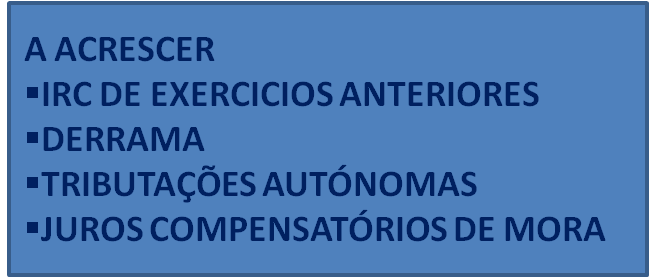 A ACRESCER
▪IRC DE EXERCICIOS ANTERIORES
▪DERRAMA
▪TRIBUTAÇÕES AUTÓNOMAS
▪JUROS COMPENSATÓRIOS DE MORA